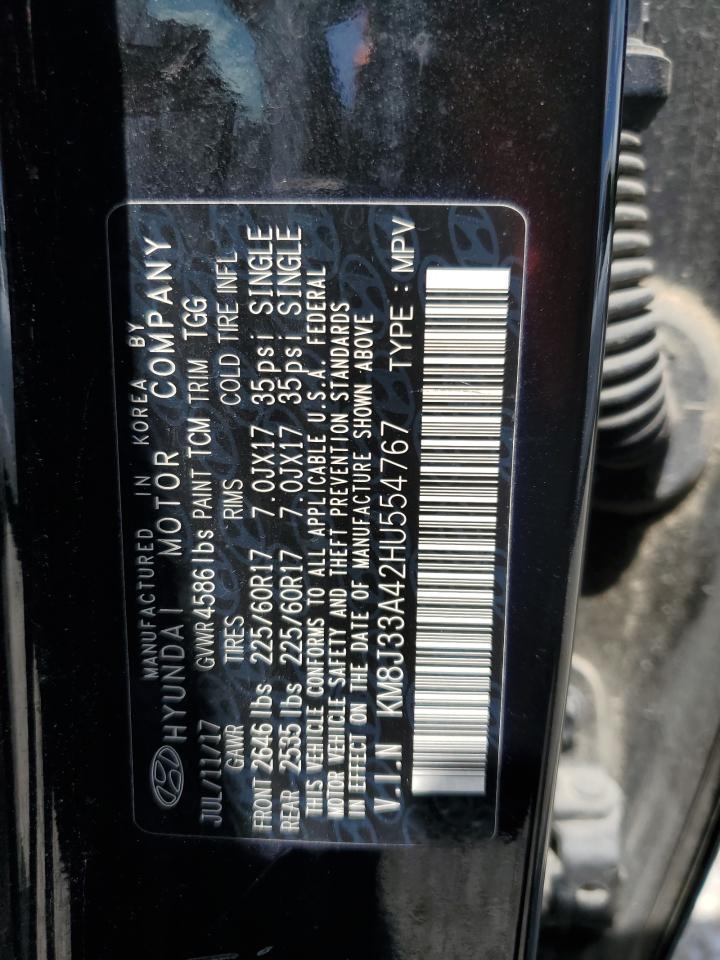 MANUFACTURED IN KOREA BY
HYUNDAI MOTOR COMPANY
JUL/11/17 GVWR 4586 lbs PAINT TCM TRIM TGG
GAWR TIRES RMS COLD TIRE INFL
FRONT 2646 lbs 225/60R17 7.0JX17 35psi SINGLE
REAR 2535 lbs 225/60R17 7.0JX17 35psi SINGLE
THIS VEHICLE CONFORMS TO ALL APPLICABLE U.S.A. FEDERAL
MOTOR VEHICLE SAFETY AND THEFT PREVENTION STANDARDS
IN EFFECT ON THE DATE OF MANUFACTURE SHOWN ABOVE
V.I.N KM8J33A42HU554767 TYPE : MPV